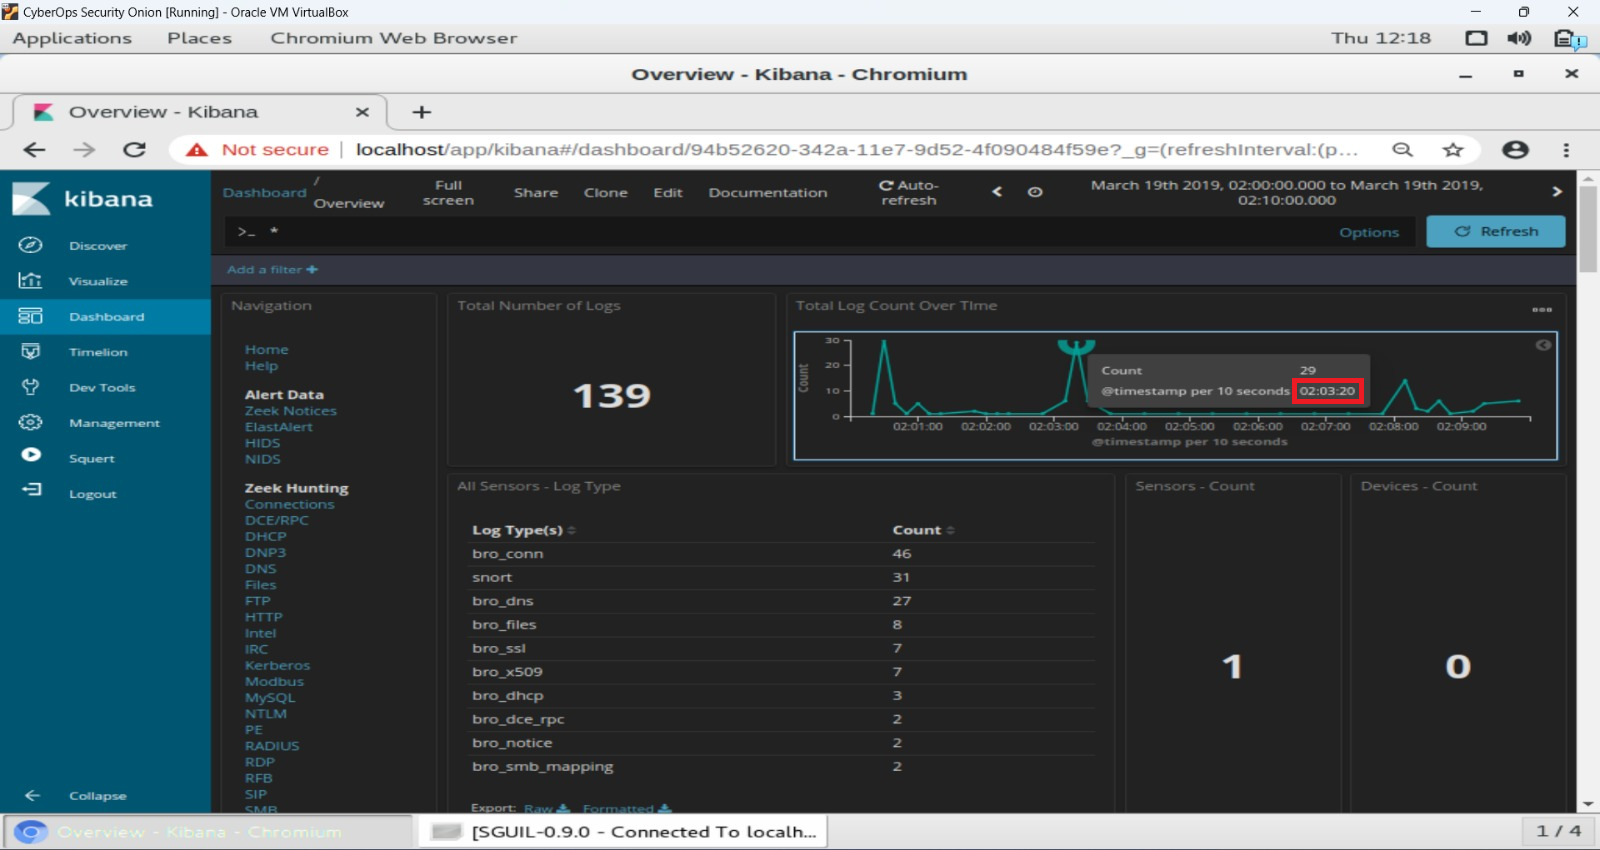 CyberOps Security Onion [Running] - Oracle VM VirtualBox
Applications Places Chromium Web Browser Thu 12:18
Overview - Kibana - Chromium
Overview - Kibana
Not secure localhost/app/kibana#/dashboard/94b52620-342a-11e7-9d52-4f090484f59e?_g=(refreshInterval:(p...
kibana
Discover
Visualize
Dashboard
Timelion
Dev Tools
Management
Squert
Logout
Collapse
Dashboard / Overview
Full screen
Share
Clone
Edit
Documentation
Auto-refresh
March 19th 2019, 02:00:00.000 to March 19th 2019,
02:10:00.000
>_ *
Options
Refresh
Add a filter +
Navigation
Home
Help
Alert Data
Zeek Notices
ElastAlert
HIDS
NIDS
Zeek Hunting
Connections
DCE/RPC
DHCP
DNP3
DNS
Files
FTP
HTTP
Intel
IRC
Kerberos
Modbus
MySQL
NTLM
PE
RADIUS
RDP
RFB
SIP
SMB
Total Number of Logs
139
Total Log Count Over TIme
30
20
10
0
Count
Count 29
@timestamp per 10 seconds 02:03:20
02:01:00 02:02:00 02:03:00 02:04:00 02:05:00 02:06:00 02:07:00 02:08:00 02:09:00
@timestamp per 10 seconds
All Sensors - Log Type
Log Type(s) Count
bro_conn 46
snort 31
bro_dns 27
bro_files 8
bro_ssl 7
bro_x509 7
bro_dhcp 3
bro_dce_rpc 2
bro_notice 2
bro_smb_mapping 2
Export: Raw Formatted
Sensors - Count
1
Devices - Count
0
Overview - Kibana - Chromium
[SGUIL-0.9.0 - Connected To localh...
1 / 4